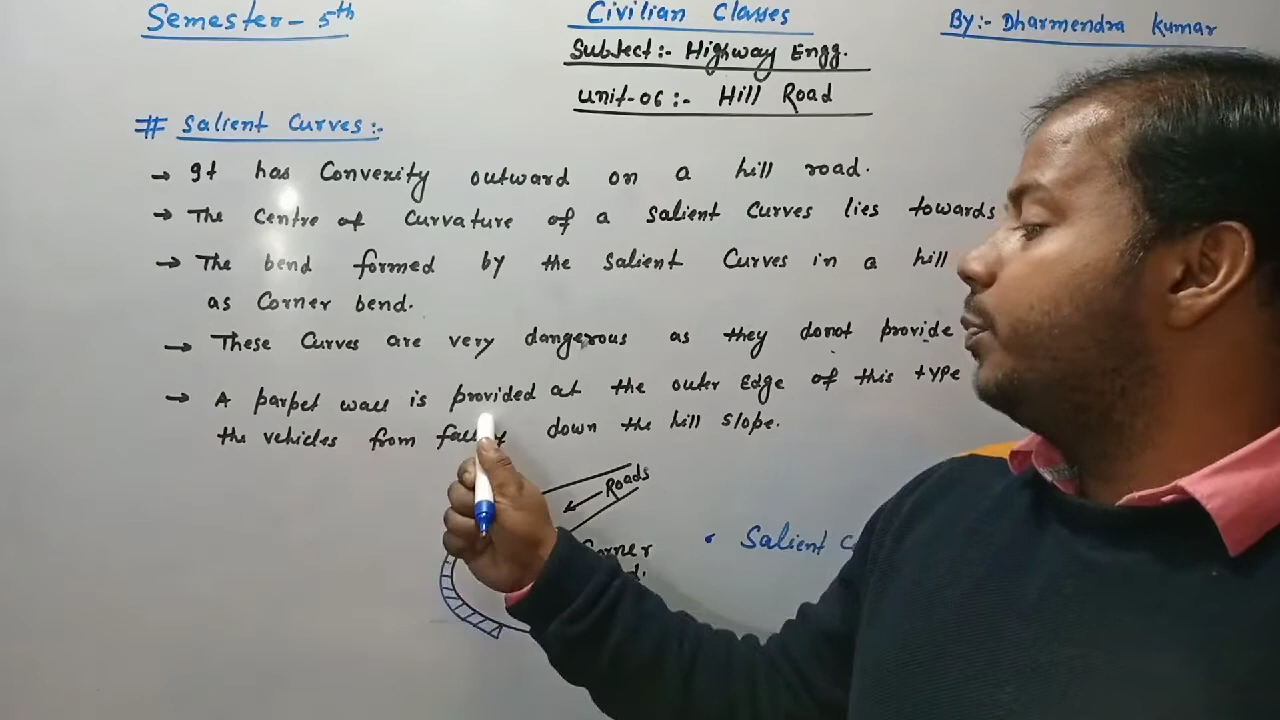 Semester- 5th
Civilian Classes
By:- Dharmendra Kumar
Subject:- Highway Engg.
Unit-06:- Hill Road
# Salient Curves:-
→ It has Convexity outward on a hill road.
→ The Centre of Curvature of a Salient Curves lies towards
→ The bend formed by the Salient Curves in a hill
as Corner bend.
→ These Curves are very dangerous as they donot provide
→ A parpet wall is provided at the outer Edge of this type
the vehicles from down the hill slope.
Roads
Corner
• Salient